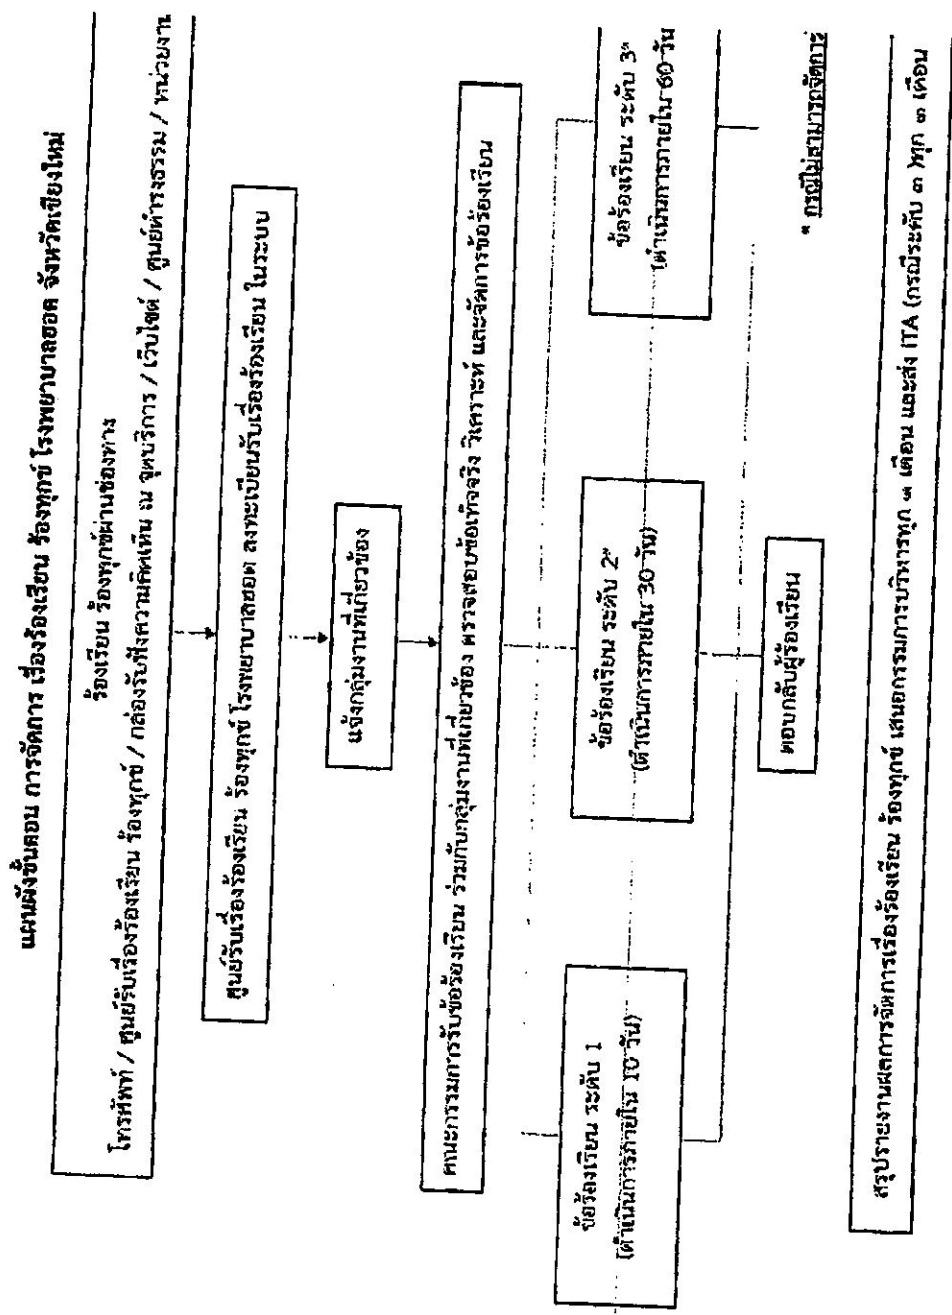 แผนผังขั้นตอน การจัดการ เรื่องร้องเรียน ร้องทุกข์ โรงพยาบาลฮอด จังหวัดเชียงใหม่
ร้องเรียน ร้องทุกข์ผ่านช่องทาง
โทรศัพท์ / ศูนย์รับเรื่องร้องเรียน ร้องทุกข์ / กล่องรับฟังความคิดเห็น ณ จุดบริการ / เว็บไซต์ / ศูนย์ดำรงธรรม / หน่วยงาน
ศูนย์รับเรื่องร้องเรียน ร้องทุกข์ โรงพยาบาลฮอด ลงทะเบียนรับเรื่องร้องเรียน ในระบบ
แจ้งกลุ่มงานที่เกี่ยวข้อง
คณะกรรมการรับข้อร้องเรียน ร่วมกับกลุ่มงานที่เกี่ยวข้อง ตรวจสอบข้อเท็จจริง วิเคราะห์ และจัดการข้อร้องเรียน
ข้อร้องเรียน ระดับ 1
(ดำเนินการภายใน 10 วัน)
ข้อร้องเรียน ระดับ 2*
(ดำเนินการภายใน 30 วัน)
ข้อร้องเรียน ระดับ 3*
(ดำเนินการภายใน 60 วัน
ตอบกลับผู้ร้องเรียน
* กรณีไม่สามารถจัดการ
สรุปรายงานผลการจัดการเรื่องร้องเรียน ร้องทุกข์ เสนอกรรมการบริหารทุก ๑ เดือน และส่ง ITA (กรณีระดับ ๓ )ทุก ๓ เดือน